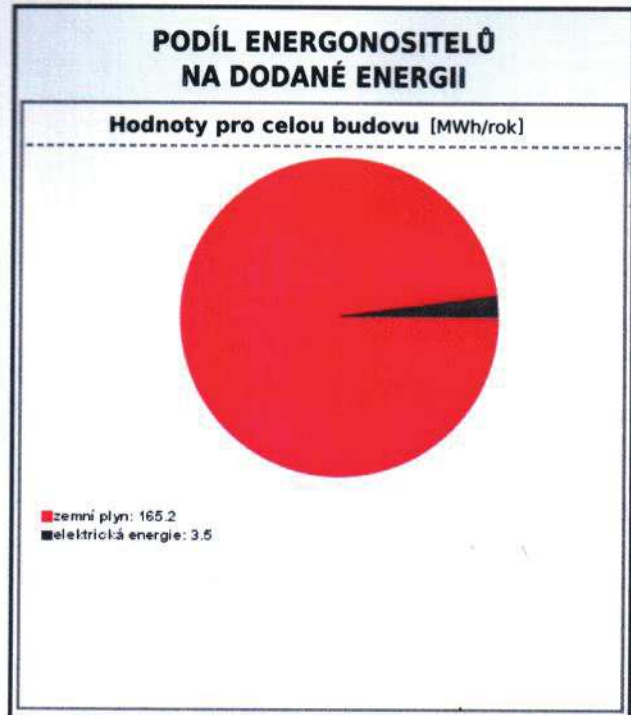 PODÍL ENERGONOSITELŮ
NA DODANÉ ENERGII
Hodnoty pro celou budovu [MWh/rok]
zemní plyn: 165.2
elektrická energie: 3.5